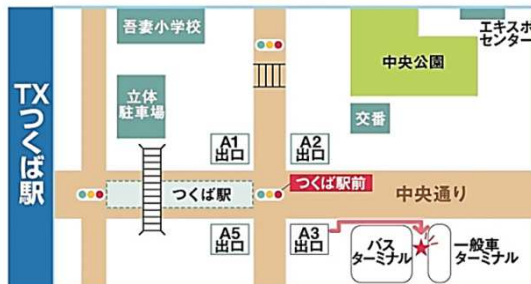 TXつくば駅
吾妻小学校
立体
駐車場
A1
出口
A2
出口
中央公園
エキスポ
センター
交番
つくば駅
つくば駅前
中央通り
A5
出口
A3
出口
バス
ターミナル
一般車
ターミナル